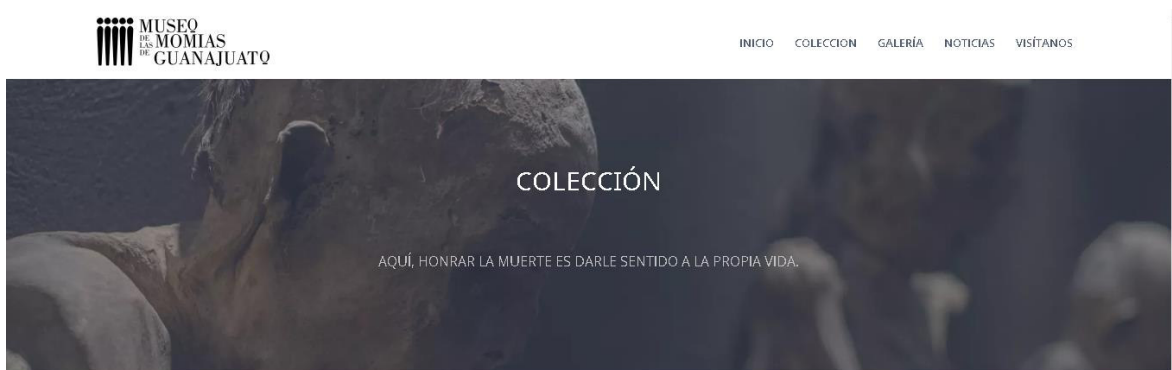 MUSEO
DE LAS MOMIAS
DE GUANAJUATO
INICIO COLECCION GALERÍA NOTICIAS VISÍTANOS
COLECCIÓN
AQUÍ, HONRAR LA MUERTE ES DARLE SENTIDO A LA PROPIA VIDA.